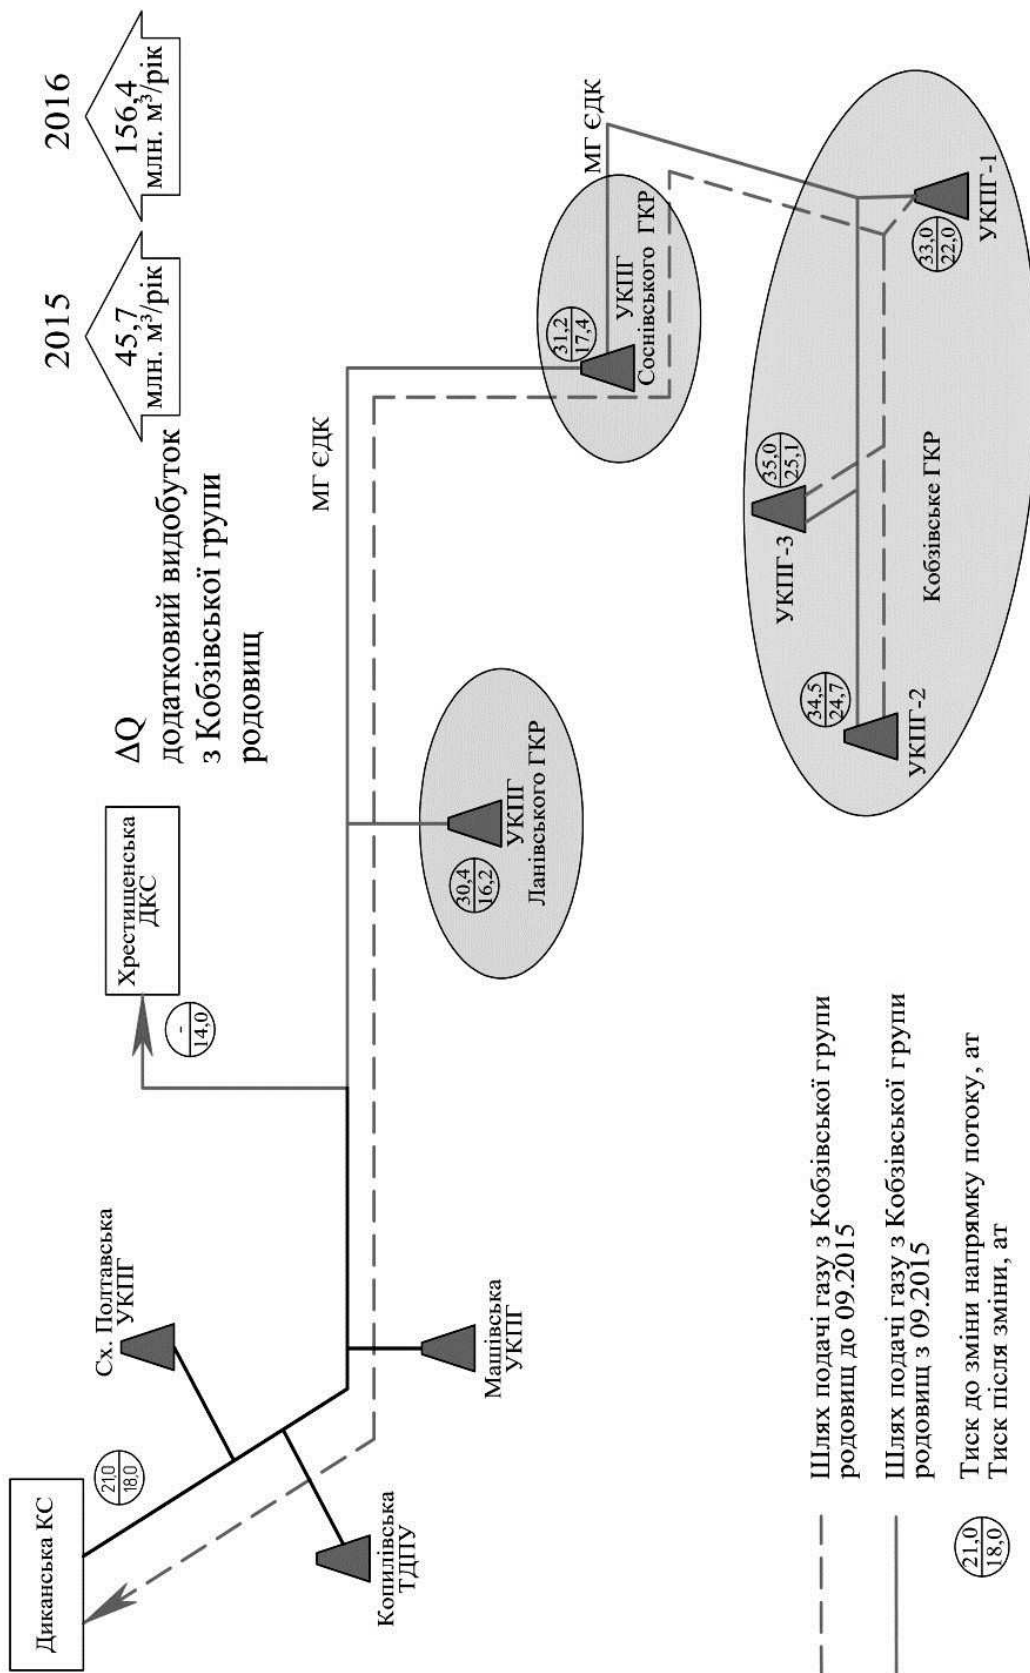 Диканська КС
21,0
18,0
Сх. Полтавська
УКПГ
Копилівська
ТДПУ
Машівська
УКПГ
Хрестищенська
ДКС
-
14,0
ΔQ
додатковий видобуток
з Кобзівської групи
родовищ
2015
45,7
млн. м³/рік
2016
156,4
млн. м³/рік
МГ ЄДК
МГ ЄДК
30,4
16,2
УКПГ
Ланівського ГКР
31,2
17,4
УКПГ
Соснівського ГКР
34,5
24,7
УКПГ-2
35,0
25,1
УКПГ-3
33,0
22,0
УКПГ-1
Кобзівське ГКР
Шлях подачі газу з Кобзівської групи
родовищ до 09.2015
Шлях подачі газу з Кобзівської групи
родовищ з 09.2015
21,0
18,0
Тиск до зміни напрямку потоку, ат
Тиск після зміни, ат